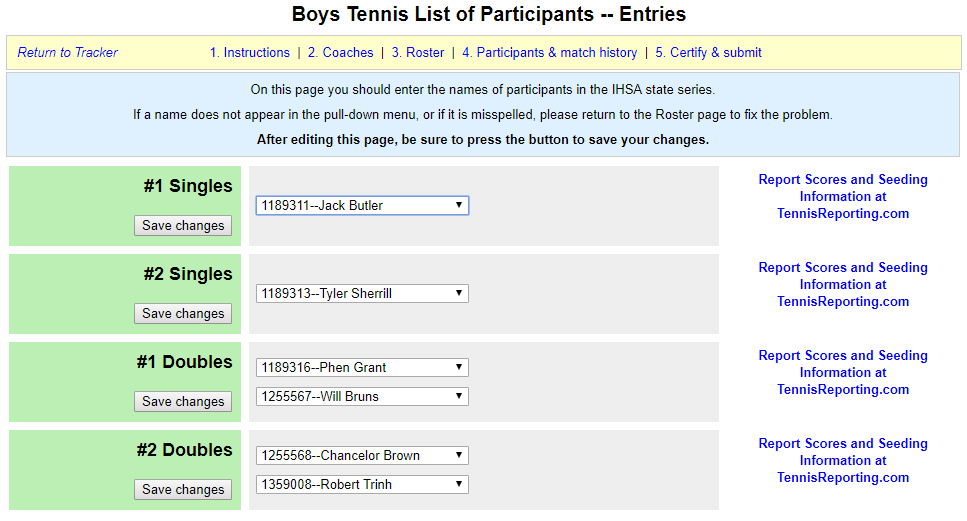 Boys Tennis List of Participants -- Entries
Return to Tracker 1. Instructions | 2. Coaches | 3. Roster | 4. Participants & match history | 5. Certify & submit
On this page you should enter the names of participants in the IHSA state series.
If a name does not appear in the pull-down menu, or if it is misspelled, please return to the Roster page to fix the problem.
After editing this page, be sure to press the button to save your changes.
#1 Singles
Save changes
1189311--Jack Butler
Report Scores and Seeding
Information at
TennisReporting.com
#2 Singles
Save changes
1189313--Tyler Sherrill
Report Scores and Seeding
Information at
TennisReporting.com
#1 Doubles
Save changes
1189316--Phen Grant
1255567--Will Bruns
Report Scores and Seeding
Information at
TennisReporting.com
#2 Doubles
Save changes
1255568--Chancelor Brown
1359008--Robert Trinh
Report Scores and Seeding
Information at
TennisReporting.com